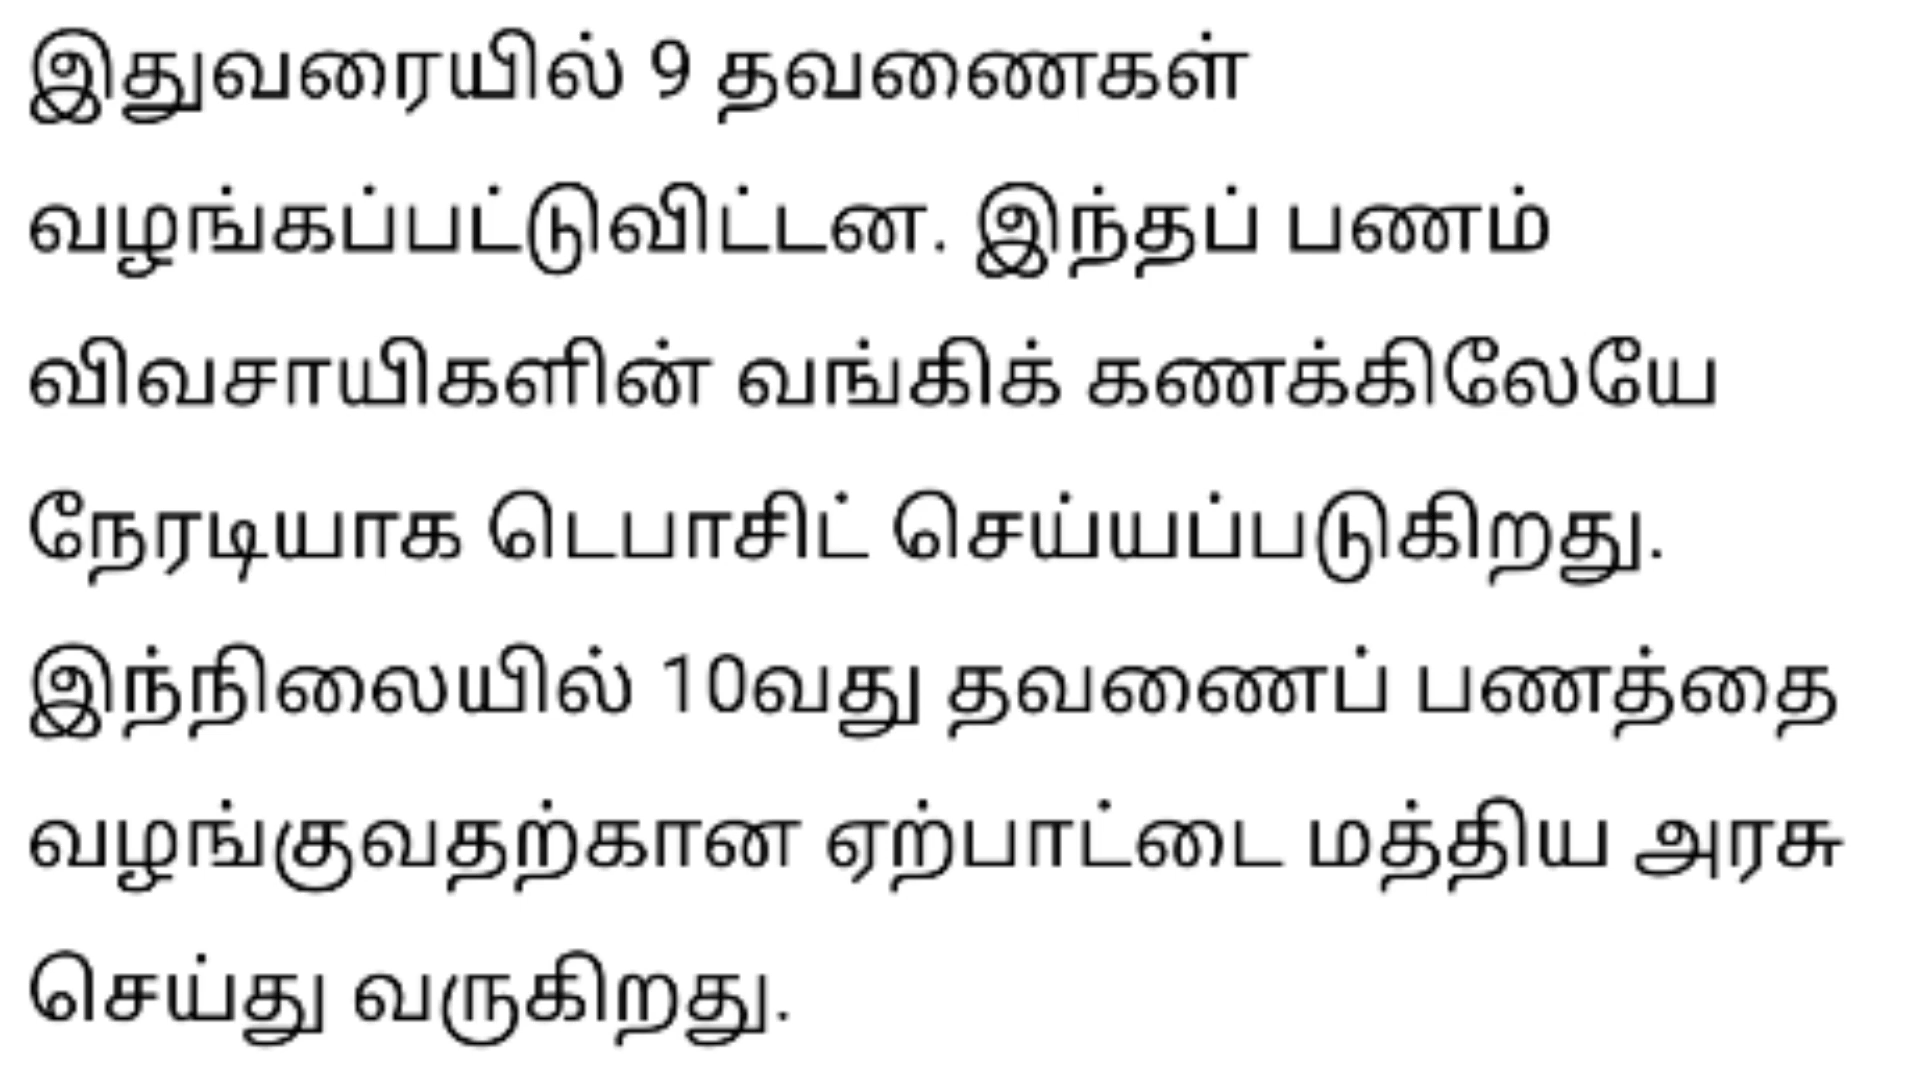 இதுவரையில் 9 தவணைகள்
வழங்கப்பட்டுவிட்டன. இந்தப் பணம்
விவசாயிகளின் வங்கிக் கணக்கிலேயே
நேரடியாக டெபாசிட் செய்யப்படுகிறது.
இந்நிலையில் 10வது தவணைப் பணத்தை
வழங்குவதற்கான ஏற்பாட்டை மத்திய அரசு
செய்து வருகிறது.